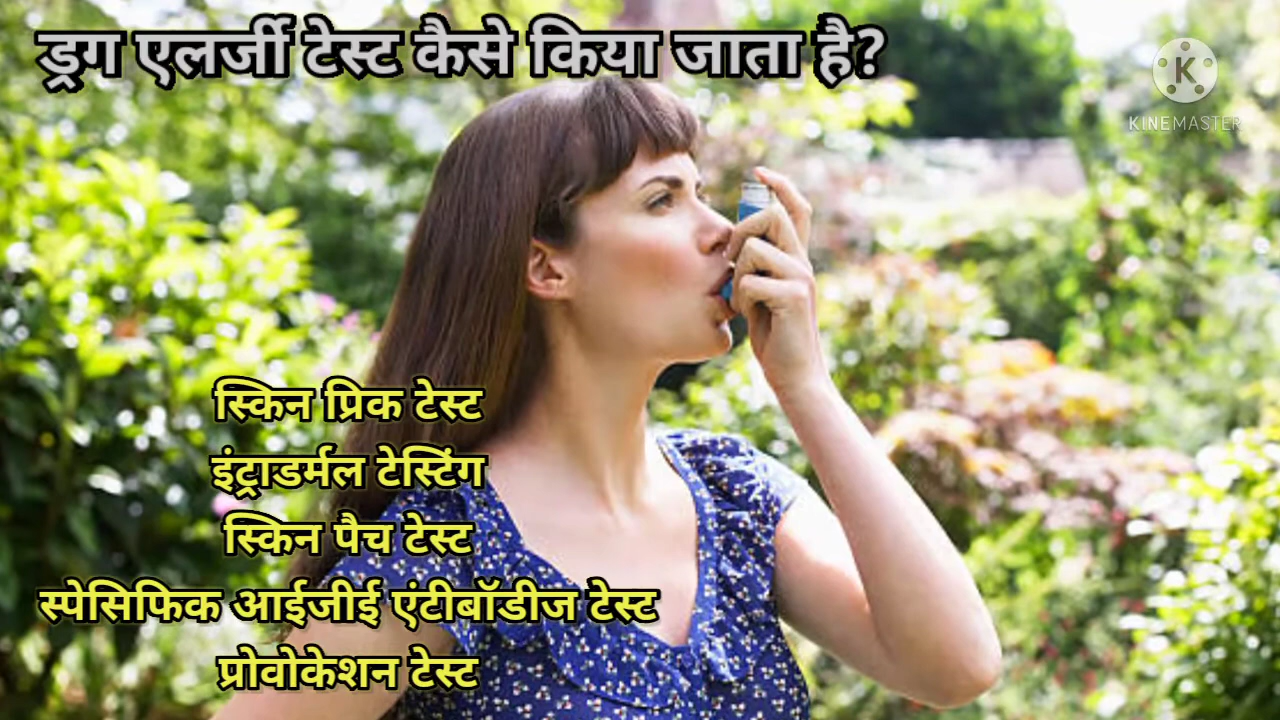 ड्रग एलर्जी टेस्ट कैसे किया जाता है?
K
KINEMASTER
स्किन प्रिक टेस्ट
इंट्राडर्मल टेस्टिंग
स्किन पैच टेस्ट
स्पेसिफिक आईजीई एंटीबॉडीज टेस्ट
प्रोवोकेशन टेस्ट